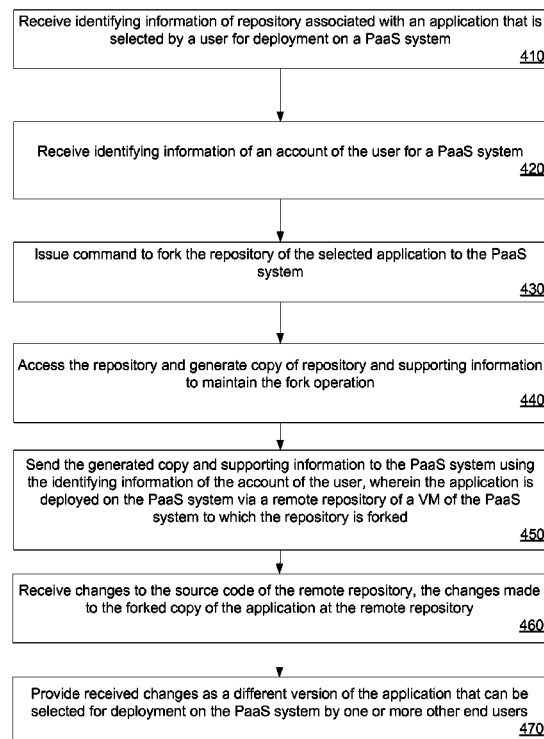 Receive identifying information of repository associated with an application that is
selected by a user for deployment on a PaaS system
410
Receive identifying information of an account of the user for a PaaS system
420
Issue command to fork the repository of the selected application to the PaaS
system
430
Access the repository and generate copy of repository and supporting information
to maintain the fork operation
440
Send the generated copy and supporting information to the PaaS system using
the identifying information of the account of the user, wherein the application is
deployed on the PaaS system via a remote repository of a VM of the PaaS
system to which the repository is forked
450
Receive changes to the source code of the remote repository, the changes made
to the forked copy of the application at the remote repository
460
Provide received changes as a different version of the application that can be
selected for deployment on the PaaS system by one or more other end users
470